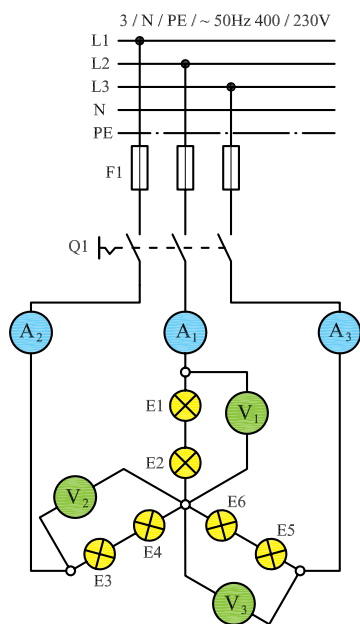 3 / N / PE / ~ 50Hz 400 / 230V
L1
L2
L3
N
PE
F1
Q1
A2 A1 A3
E1
V1
E2
V2
E6
E5
E4
E3
V3